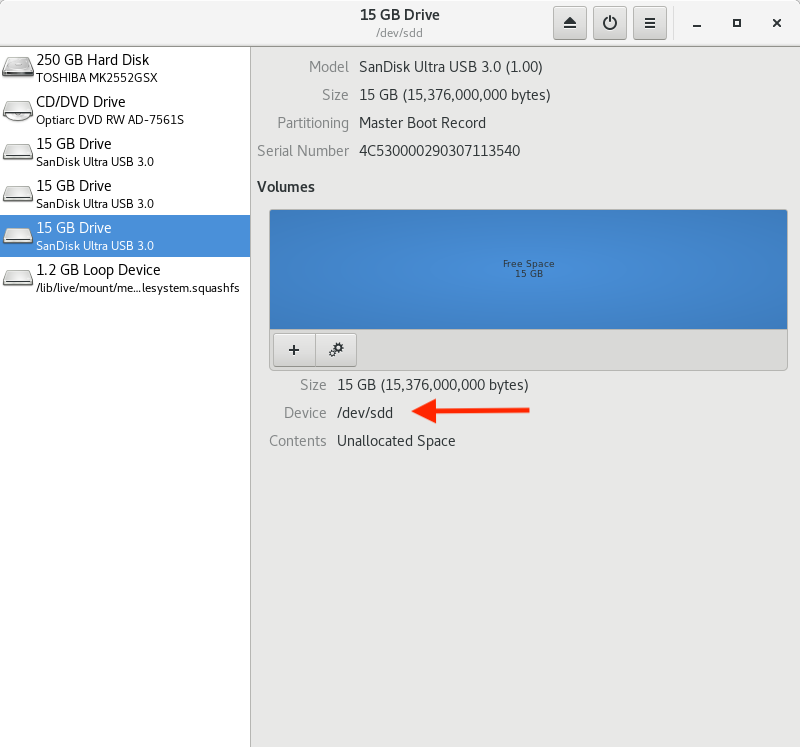 15 GB Drive
/dev/sdd
250 GB Hard Disk
TOSHIBA MK2552GSX
CD/DVD Drive
Optiarc DVD RW AD-7561S
15 GB Drive
SanDisk Ultra USB 3.0
15 GB Drive
SanDisk Ultra USB 3.0
15 GB Drive
SanDisk Ultra USB 3.0
1.2 GB Loop Device
/lib/live/mount/me...lesystem.squashfs
Model SanDisk Ultra USB 3.0 (1.00)
Size 15 GB (15,376,000,000 bytes)
Partitioning Master Boot Record
Serial Number 4C530000290307113540
Volumes
Free Space
15 GB
Size 15 GB (15,376,000,000 bytes)
Device /dev/sdd
Contents Unallocated Space